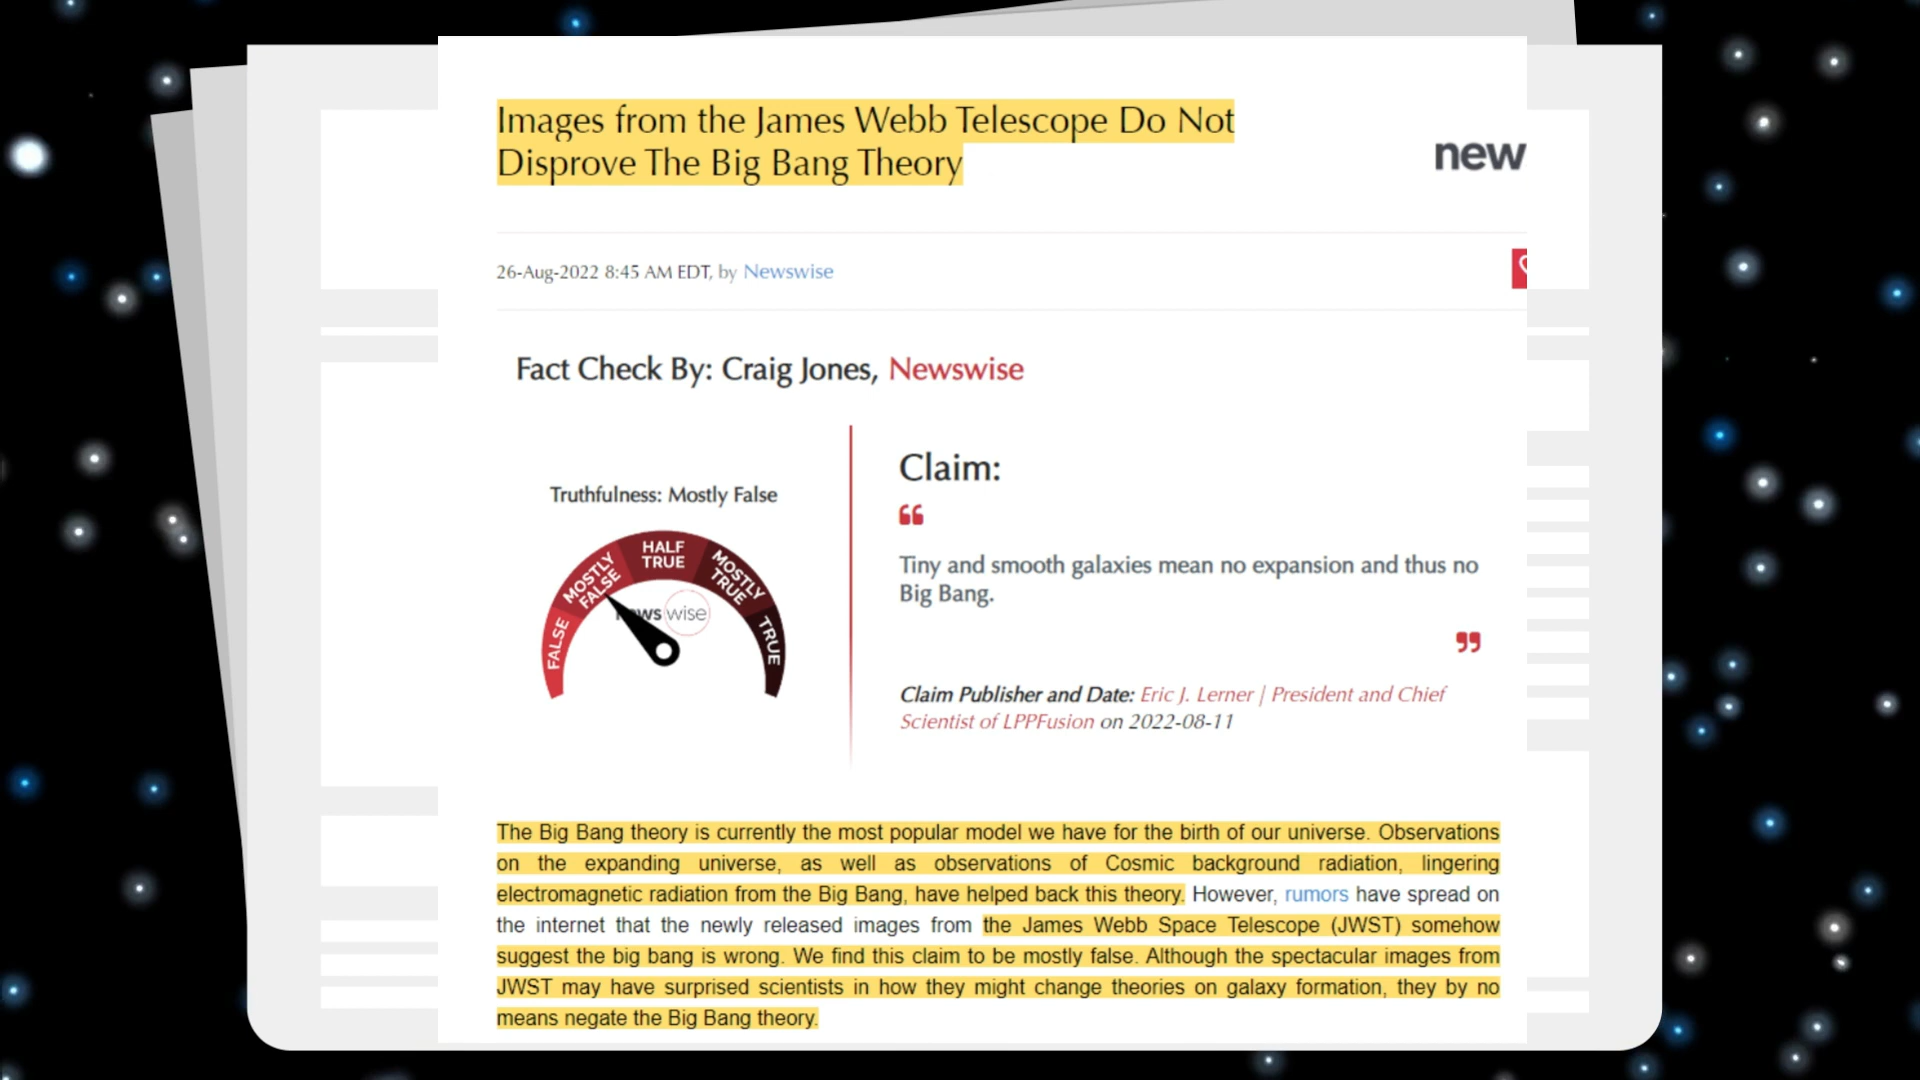 Images from the James Webb Telescope Do Not
Disprove The Big Bang Theory
new
26-Aug-2022 8:45 AM EDT, by Newswise
Fact Check By: Craig Jones, Newswise
Truthfulness: Mostly False
FALSE
MOSTLY
FALSE
HALF
TRUE
MOSTLY
TRUE
TRUE
wise
Claim:
“
Tiny and smooth galaxies mean no expansion and thus no
Big Bang.
”
Claim Publisher and Date: Eric J. Lerner | President and Chief
Scientist of LPPFusion on 2022-08-11
The Big Bang theory is currently the most popular model we have for the birth of our universe. Observations
on the expanding universe, as well as observations of Cosmic background radiation, lingering
electromagnetic radiation from the Big Bang, have helped back this theory. However, rumors have spread on
the internet that the newly released images from the James Webb Space Telescope (JWST) somehow
suggest the big bang is wrong. We find this claim to be mostly false. Although the spectacular images from
JWST may have surprised scientists in how they might change theories on galaxy formation, they by no
means negate the Big Bang theory.